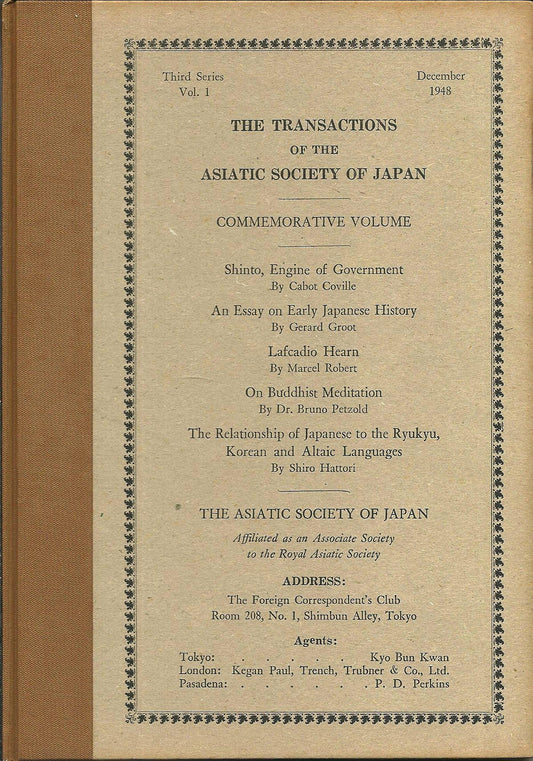 Third Series
Vol. 1
December
1948
THE TRANSACTIONS
OF THE
ASIATIC SOCIETY OF JAPAN
COMMEMORATIVE VOLUME
Shinto, Engine of Government
By Cabot Coville
An Essay on Early Japanese History
By Gerard Groot
Lafcadio Hearn
By Marcel Robert
On Buddhist Meditation
By Dr. Bruno Petzold
The Relationship of Japanese to the Ryukyu,
Korean and Altaic Languages
By Shiro Hattori
THE ASIATIC SOCIETY OF JAPAN
Affiliated as an Associate Society
to the Royal Asiatic Society
ADDRESS:
The Foreign Correspondent's Club
Room 208, No. 1, Shimbun Alley, Tokyo
Agents:
Tokyo: . . . . . Kyo Bun Kwan
London: Kegan Paul, Trench, Trubner & Co., Ltd.
Pasadena: . . . . . . P. D. Perkins